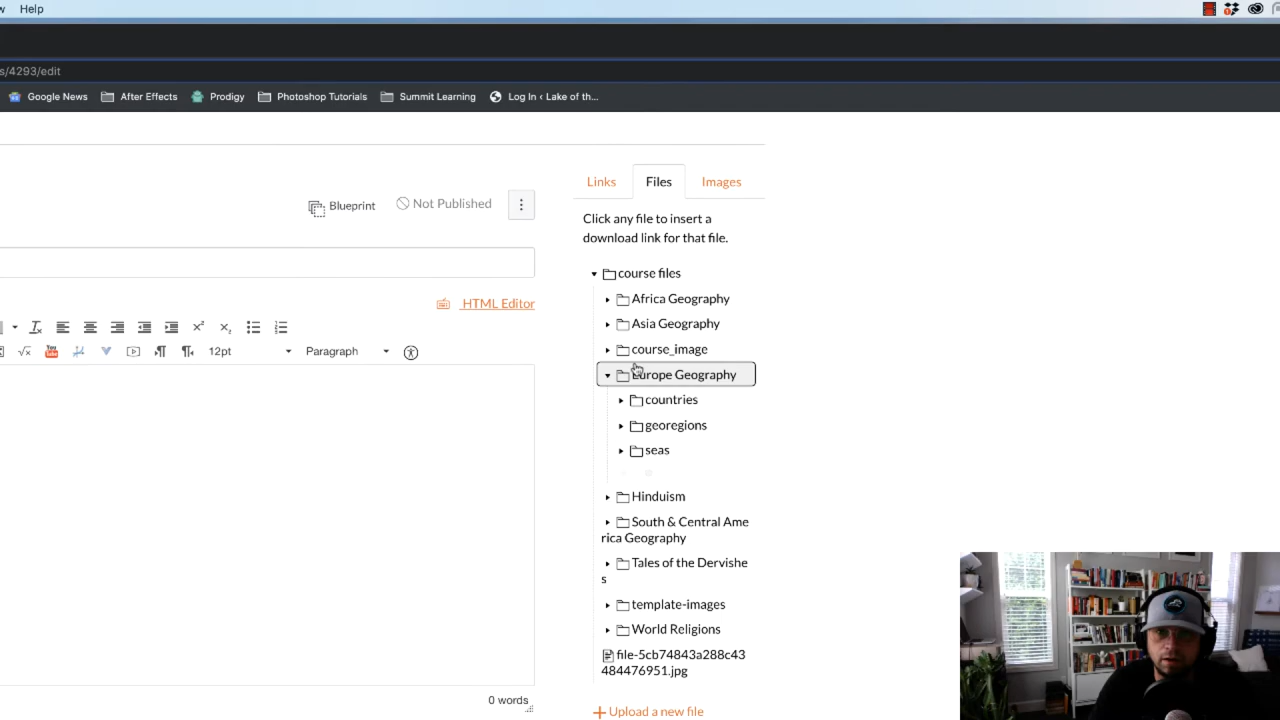 Help
s/4293/edit
Google News After Effects Prodigy Photoshop Tutorials Summit Learning Log In ‹ Lake of th...
Links Files Images
Blueprint Not Published
Click any file to insert a
download link for that file.
course files
HTML Editor
Africa Geography
Asia Geography
12pt Paragraph
course_image
Europe Geography
countries
georegions
seas
Hinduism
South & Central Ame
rica Geography
Tales of the Dervishe
s
template-images
World Religions
file-5cb74843a288c43
484476951.jpg
0 words
Upload a new file